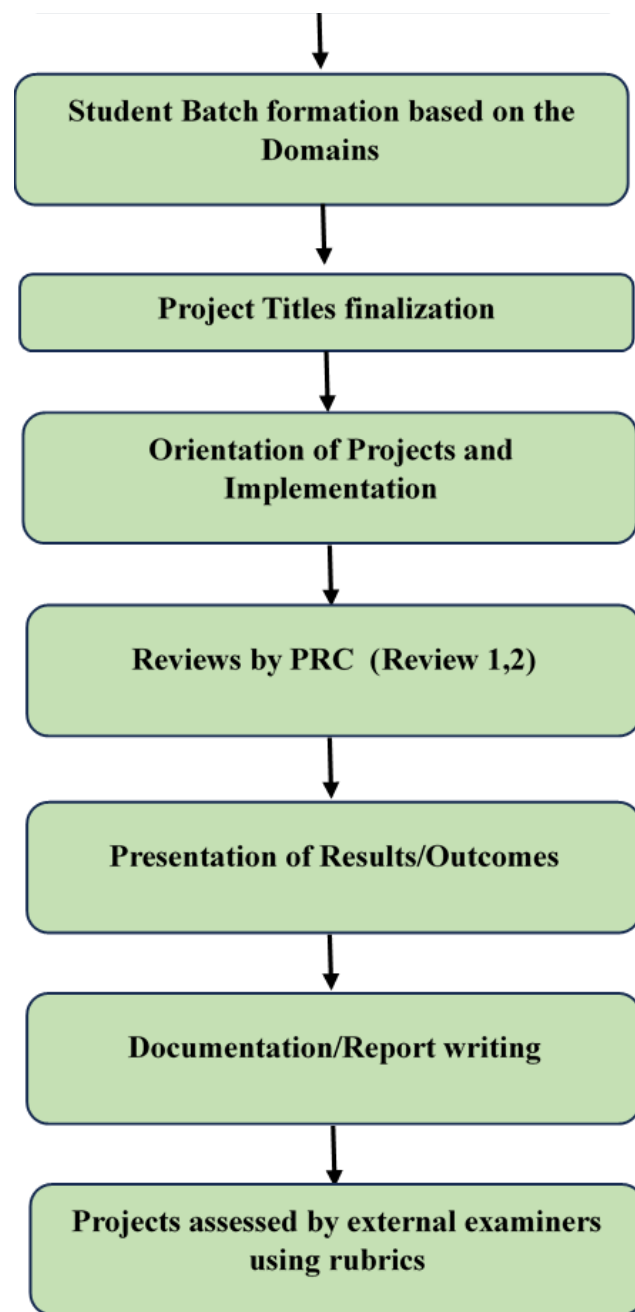 Student Batch formation based on the
Domains
Project Titles finalization
Orientation of Projects and
Implementation
Reviews by PRC  (Review 1,2)
Presentation of Results/Outcomes
Documentation/Report writing
Projects assessed by external examiners
using rubrics